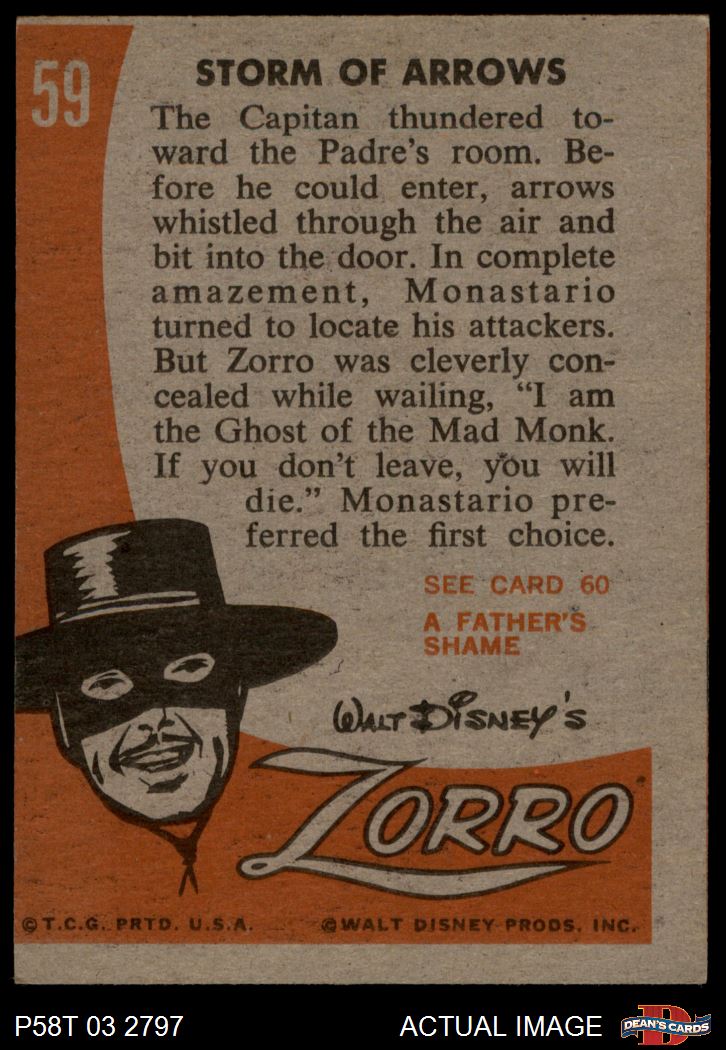 59
STORM OF ARROWS
The Capitan thundered to-
ward the Padre's room. Be-
fore he could enter, arrows
whistled through the air and
bit into the door. In complete
amazement, Monastario
turned to locate his attackers.
But Zorro was cleverly con-
cealed while wailing, "I am
the Ghost of the Mad Monk.
If you don't leave, you will
die." Monastario pre-
ferred the first choice.
SEE CARD 60
A FATHER'S
SHAME
WALT DISNEY'S
ZORRO
© T.C.G. PRTD. U.S.A.
© WALT DISNEY PRODS. INC.
P58T 03 2797
ACTUAL IMAGE
D
DEAN'S CARDS